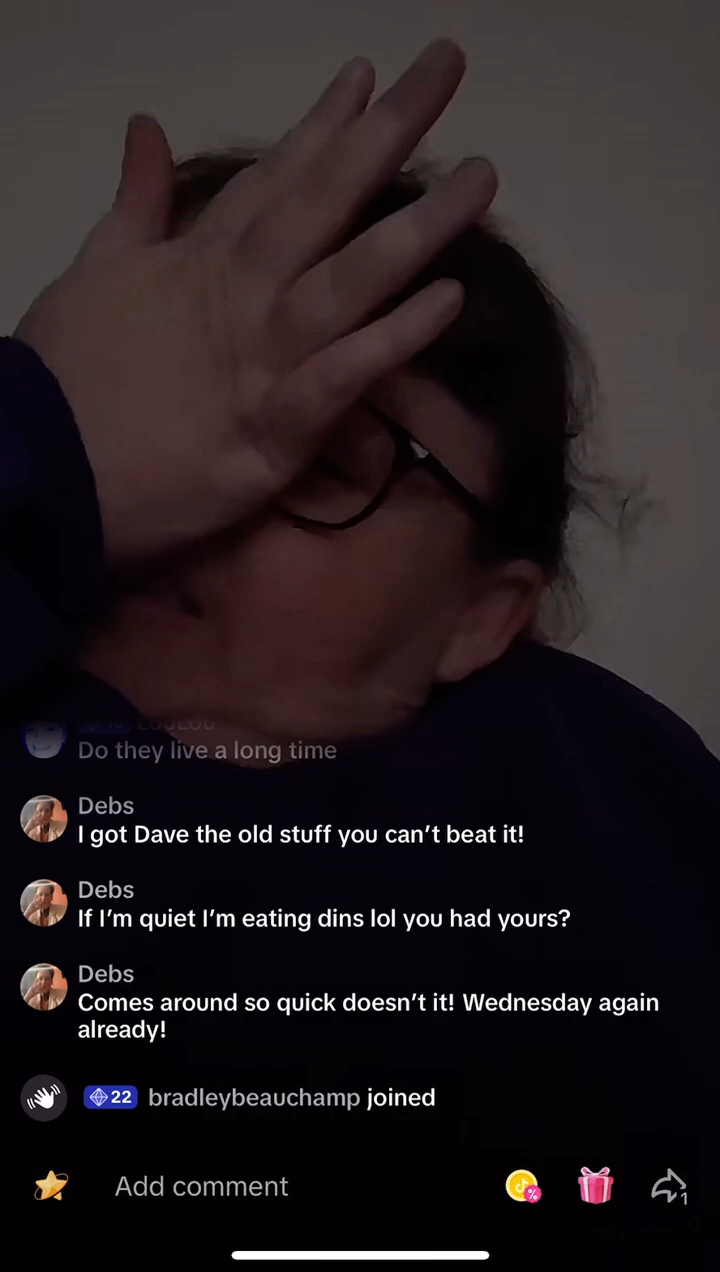 LOULOU
Do they live a long time
Debs
I got Dave the old stuff you can’t beat it!
Debs
If I’m quiet I’m eating dins lol you had yours?
Debs
Comes around so quick doesn’t it! Wednesday again
already!
22 bradleybeauchamp joined
Add comment
1